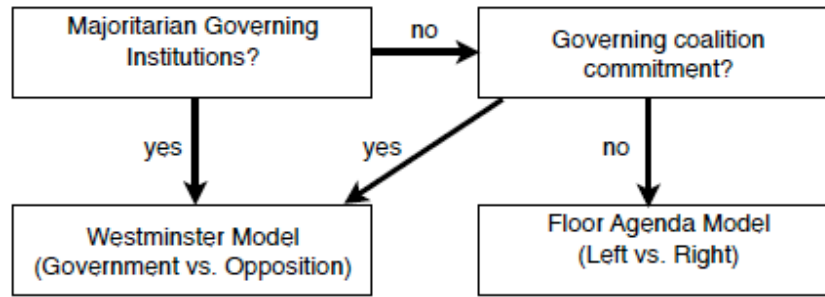 Majoritarian Governing
Institutions?
no
Governing coalition
commitment?
yes
yes
no
Westminster Model
(Government vs. Opposition)
Floor Agenda Model
(Left vs. Right)